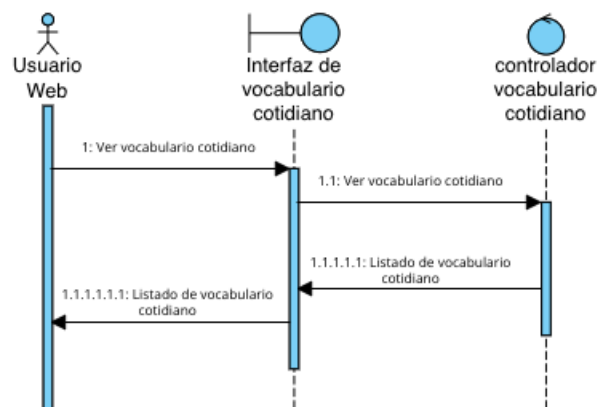 Usuario
Web
Interfaz de
vocabulario
cotidiano
controlador
vocabulario
cotidiano
1: Ver vocabulario cotidiano
1.1: Ver vocabulario cotidiano
1.1.1.1.1: Listado de vocabulario
cotidiano
1.1.1.1.1.1: Listado de vocabulario
cotidiano